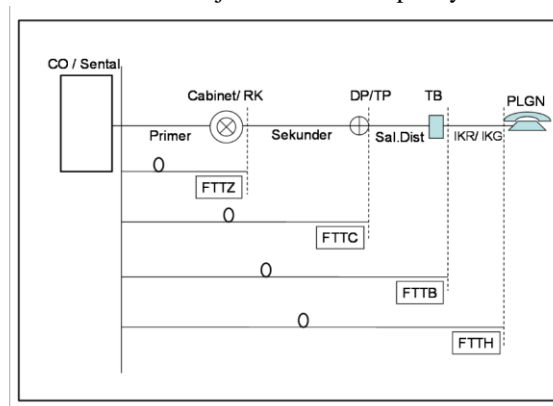 CO / Sental
Cabinet/ RK
DP/TP
TB
PLGN
Primer
Sekunder
Sal.Dist
IKR/ IKG
FTTZ
FTTC
FTTB
FTTH